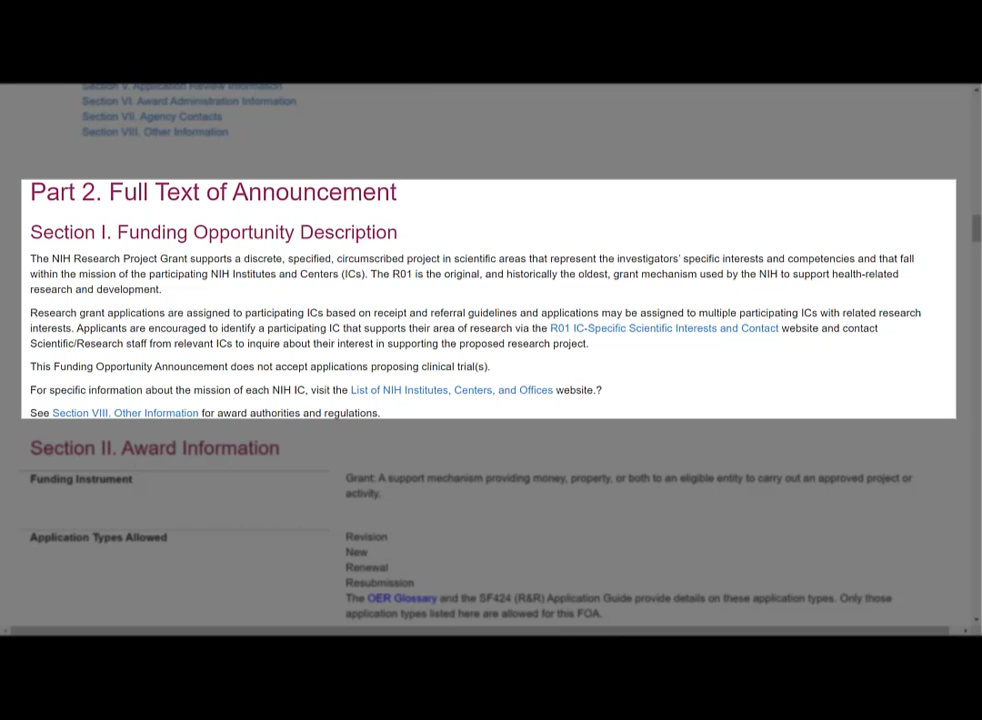 Section V. Application Review Information
Section VI. Award Administration Information
Section VII. Agency Contacts
Section VIII. Other Information
Part 2. Full Text of Announcement
Section I. Funding Opportunity Description
The NIH Research Project Grant supports a discrete, specified, circumscribed project in scientific areas that represent the investigators' specific interests and competencies and that fall
within the mission of the participating NIH Institutes and Centers (ICs). The R01 is the original, and historically the oldest, grant mechanism used by the NIH to support health-related
research and development.
Research grant applications are assigned to participating ICs based on receipt and referral guidelines and applications may be assigned to multiple participating ICs with related research
interests. Applicants are encouraged to identify a participating IC that supports their area of research via the R01 IC-Specific Scientific Interests and Contact website and contact
Scientific/Research staff from relevant ICs to inquire about their interest in supporting the proposed research project.
This Funding Opportunity Announcement does not accept applications proposing clinical trial(s).
For specific information about the mission of each NIH IC, visit the List of NIH Institutes, Centers, and Offices website.?
See Section VIII. Other Information for award authorities and regulations.
Section II. Award Information
Funding Instrument
Grant: A support mechanism providing money, property, or both to an eligible entity to carry out an approved project or
activity.
Application Types Allowed
Revision
New
Renewal
Resubmission
The OER Glossary and the SF424 (R&R) Application Guide provide details on these application types. Only those
application types listed here are allowed for this FOA.